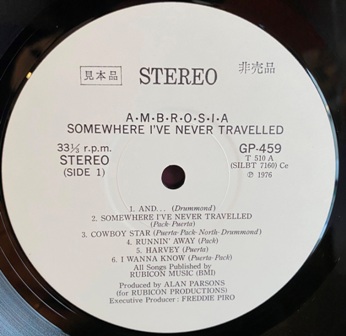 見本品 STEREO 非売品
A·M·B·R·O·S·I·A
SOMEWHERE I'VE NEVER TRAVELLED
33⅓ r.p.m. GP-459
STEREO T 510 A
(SIDE 1) (SILBT 7160) Ce
℗ 1976
1. AND... (Drummond)
2. SOMEWHERE I'VE NEVER TRAVELLED
(Pack-Puerta)
3. COWBOY STAR (Puerta-Pack-North-Drummond)
4. RUNNIN' AWAY (Pack)
5. HARVEY (Puerta)
6. I WANNA KNOW (Puerta-Pack)
All Songs Published by
RUBICON MUSIC (BMI)
Produced by ALAN PARSONS
(for RUBICON PRODUCTIONS)
Executive Producer : FREDDIE PIRO